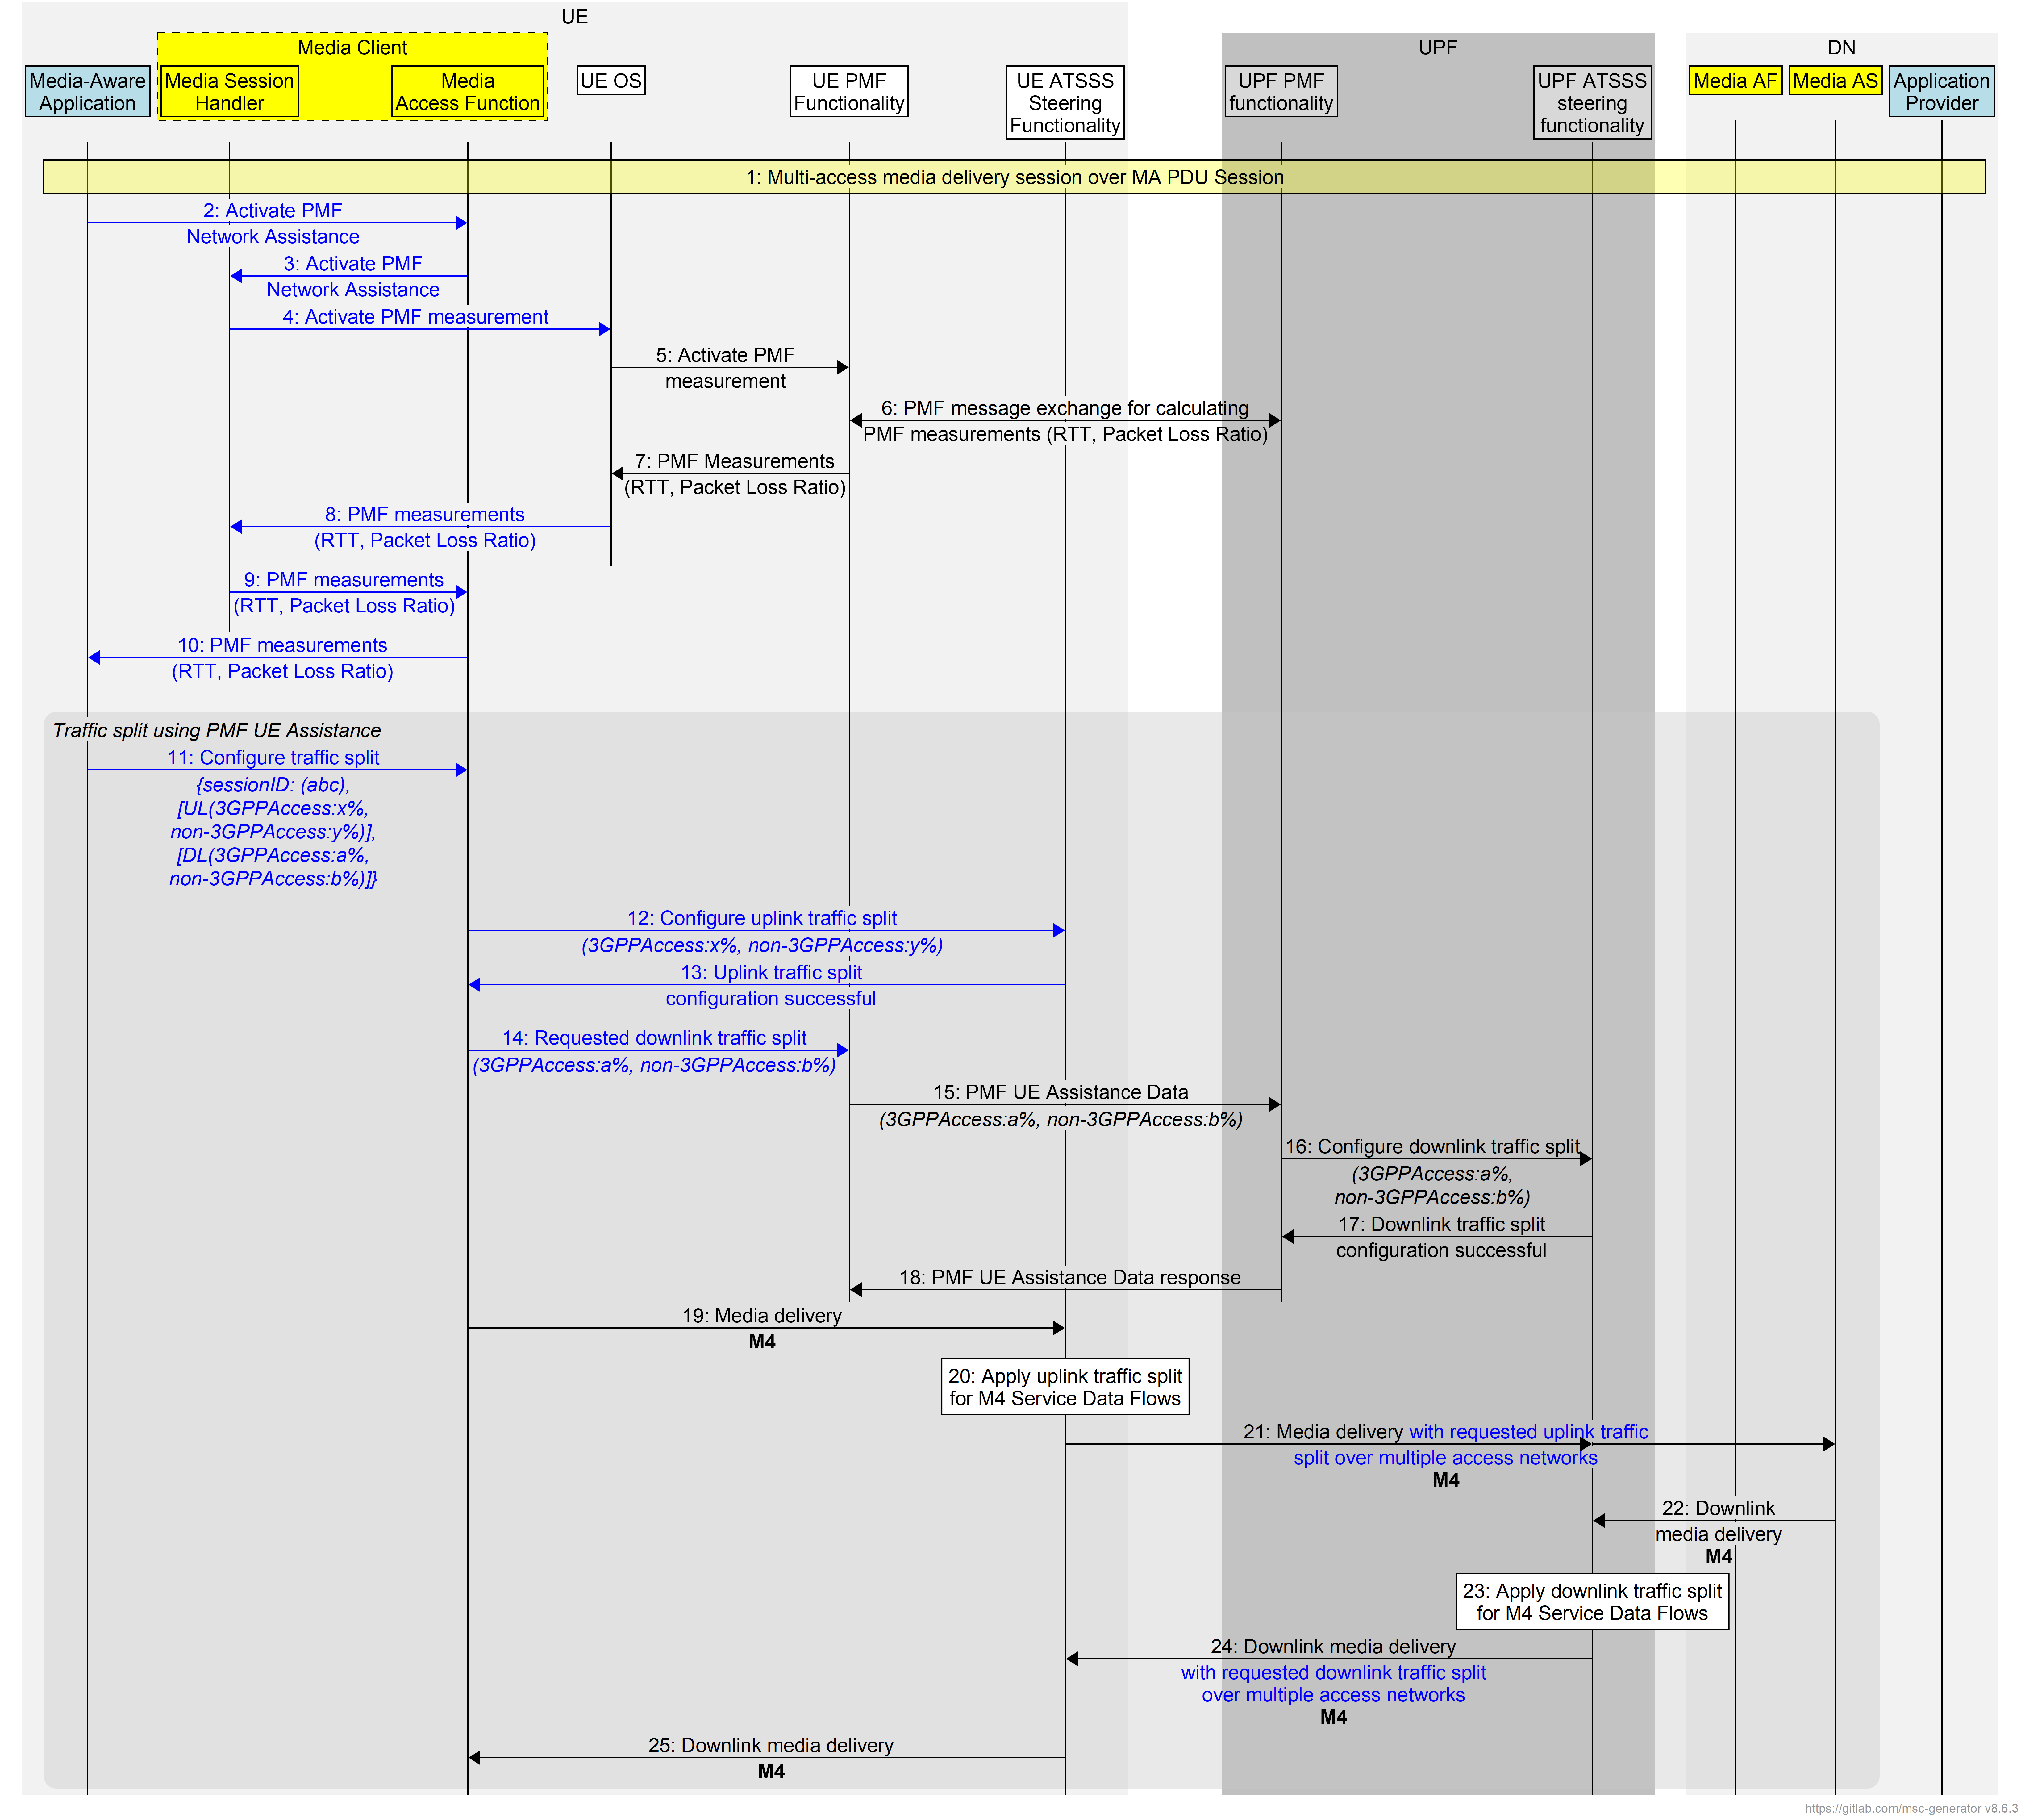 UE
Media Client
UPF
DN
Media-Aware
Application
Media Session
Handler
Media
Access Function
UE OS
UE PMF
Functionality
UE ATSSS
Steering
Functionality
UPF PMF
functionality
UPF ATSSS
steering
functionality
Media AF
Media AS
Application
Provider
1: Multi-access media delivery session over MA PDU Session
2: Activate PMF
Network Assistance
3: Activate PMF
Network Assistance
4: Activate PMF measurement
5: Activate PMF
measurement
6: PMF message exchange for calculating
PMF measurements (RTT, Packet Loss Ratio)
7: PMF Measurements
(RTT, Packet Loss Ratio)
8: PMF measurements
(RTT, Packet Loss Ratio)
9: PMF measurements
(RTT, Packet Loss Ratio)
10: PMF measurements
(RTT, Packet Loss Ratio)
Traffic split using PMF UE Assistance
11: Configure traffic split
{sessionID: (abc),
[UL(3GPPAccess:x%,
non-3GPPAccess:y%)],
[DL(3GPPAccess:a%,
non-3GPPAccess:b%)]}
12: Configure uplink traffic split
(3GPPAccess:x%, non-3GPPAccess:y%)
13: Uplink traffic split
configuration successful
14: Requested downlink traffic split
(3GPPAccess:a%, non-3GPPAccess:b%)
15: PMF UE Assistance Data
(3GPPAccess:a%, non-3GPPAccess:b%)
16: Configure downlink traffic split
(3GPPAccess:a%,
non-3GPPAccess:b%)
17: Downlink traffic split
configuration successful
18: PMF UE Assistance Data response
19: Media delivery
M4
20: Apply uplink traffic split
for M4 Service Data Flows
21: Media delivery with requested uplink traffic
split over multiple access networks
M4
22: Downlink
media delivery
M4
23: Apply downlink traffic split
for M4 Service Data Flows
24: Downlink media delivery
with requested downlink traffic split
over multiple access networks
M4
25: Downlink media delivery
M4
https://gitlab.com/msc-generator v8.6.3